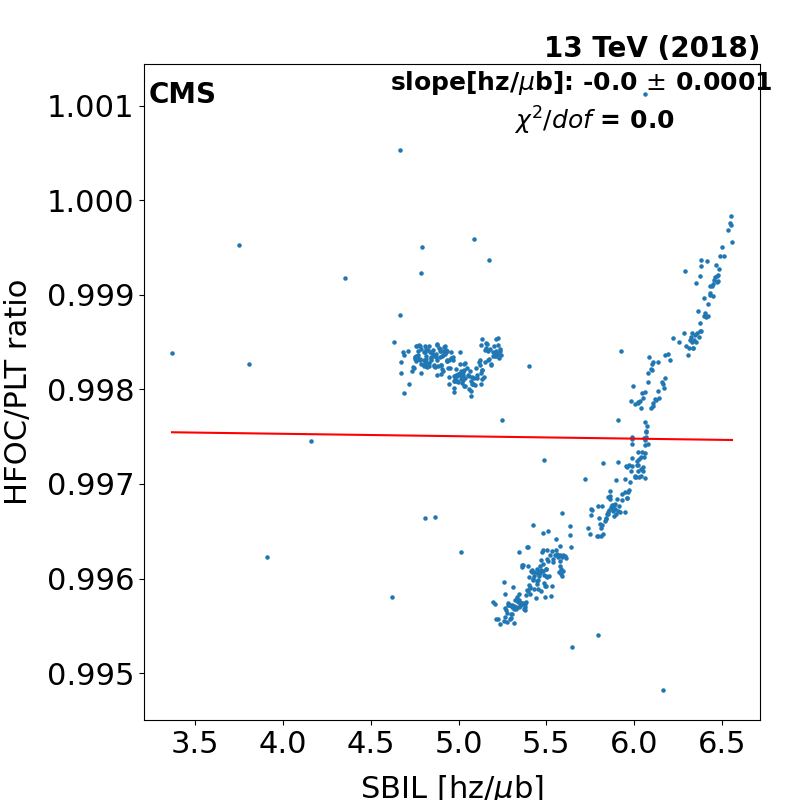 13 TeV (2018)
CMS
slope[hz/μb]: -0.0 ± 0.0001
χ²/dof = 0.0
HFOC/PLT ratio
1.001
1.000
0.999
0.998
0.997
0.996
0.995
3.5 4.0 4.5 5.0 5.5 6.0 6.5
SBIL [hz/μb]